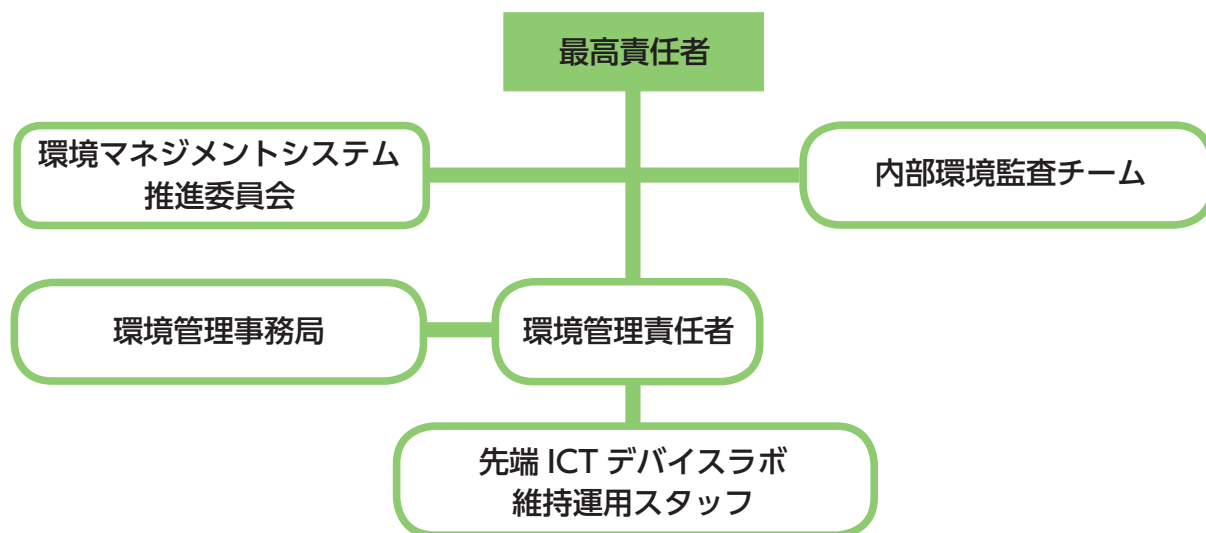 最高責任者
環境マネジメントシステム
推進委員会
内部環境監査チーム
環境管理事務局
環境管理責任者
先端 ICT デバイスラボ
維持運用スタッフ